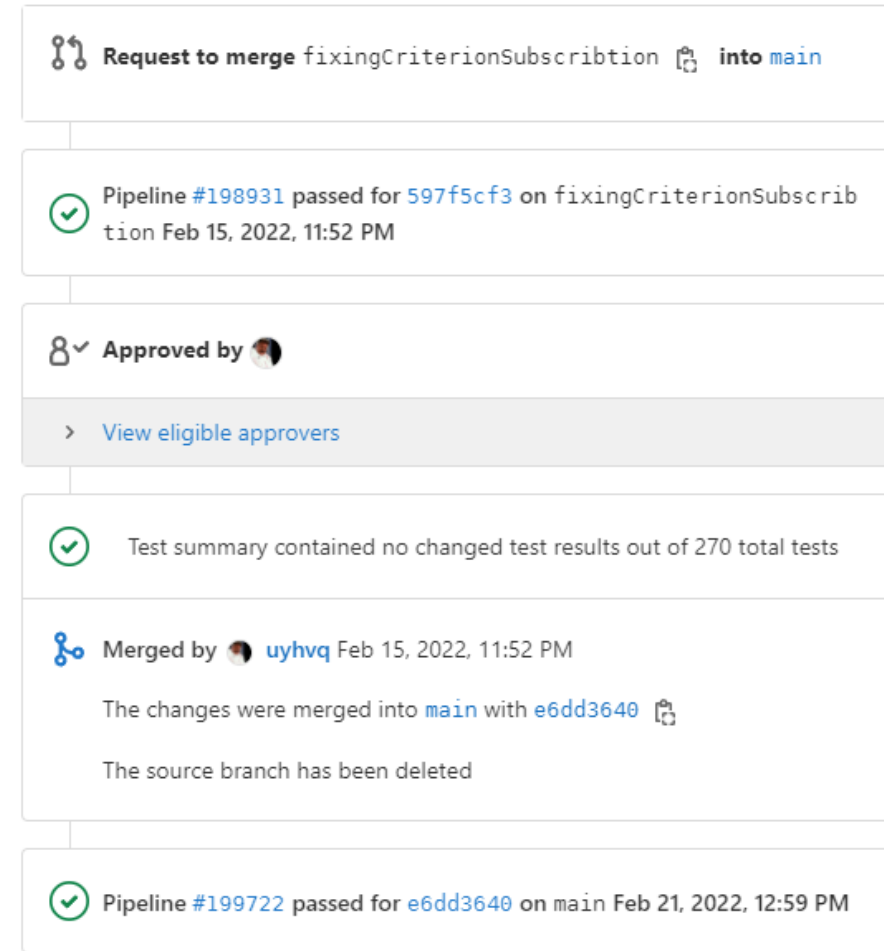 Request to merge fixingCriterionSubscribtion into main
Pipeline #198931 passed for 597f5cf3 on fixingCriterionSubscrib
tion Feb 15, 2022, 11:52 PM
Approved by
View eligible approvers
Test summary contained no changed test results out of 270 total tests
Merged by uyhvq Feb 15, 2022, 11:52 PM
The changes were merged into main with e6dd3640
The source branch has been deleted
Pipeline #199722 passed for e6dd3640 on main Feb 21, 2022, 12:59 PM